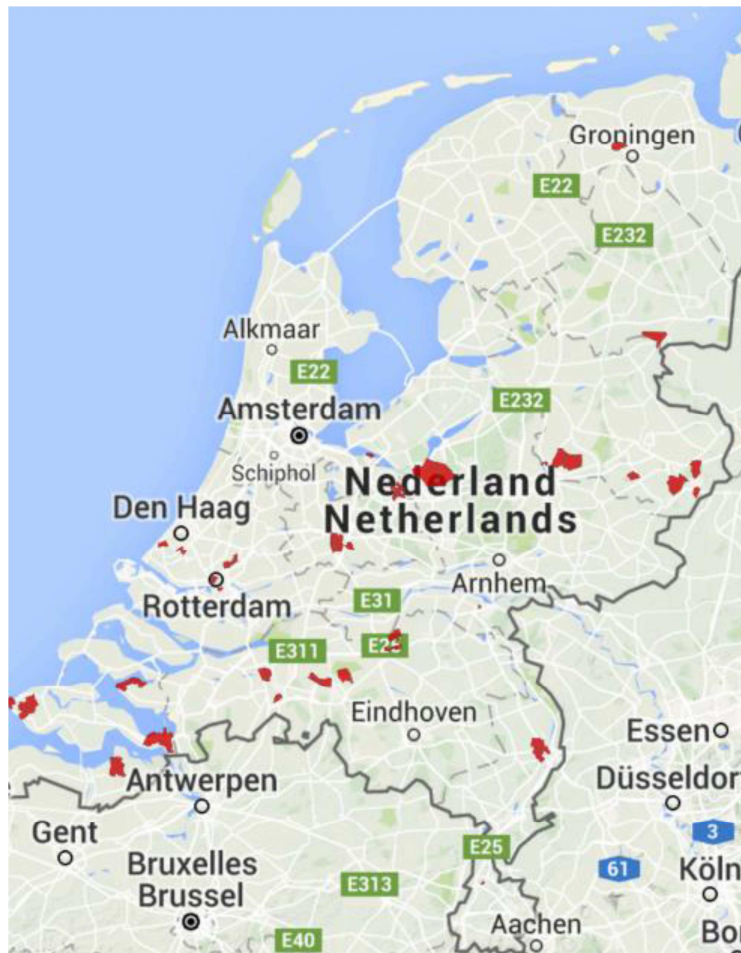 Groningen
E22
E232
Alkmaar
E22
Amsterdam
E232
Schiphol
Nederland
Netherlands
Den Haag
Arnhem
Rotterdam
E31
E311
Eindhoven
Essen
Düsseldor
Antwerpen
Gent
3
E25
Bruxelles
Brussel
E313
61
Köln
Aachen
E40
Bo